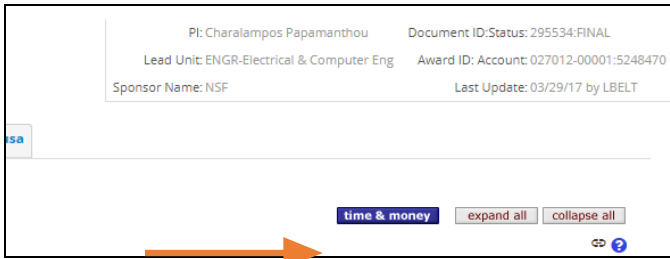 PI: Charalampos Papamanthou Document ID:Status: 295534:FINAL
Lead Unit: ENGR-Electrical & Computer Eng Award ID: Account: 027012-00001:5248470
Sponsor Name: NSF Last Update: 03/29/17 by LBELT
usa
time & money expand all collapse all
?